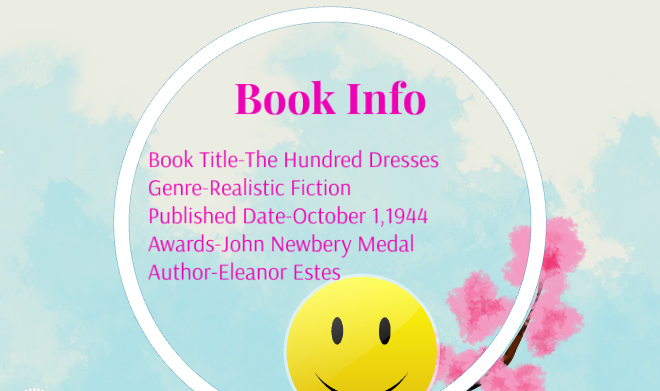 Book Info
Book Title-The Hundred Dresses
Genre-Realistic Fiction
Published Date-October 1,1944
Awards-John Newbery Medal
Author-Eleanor Estes